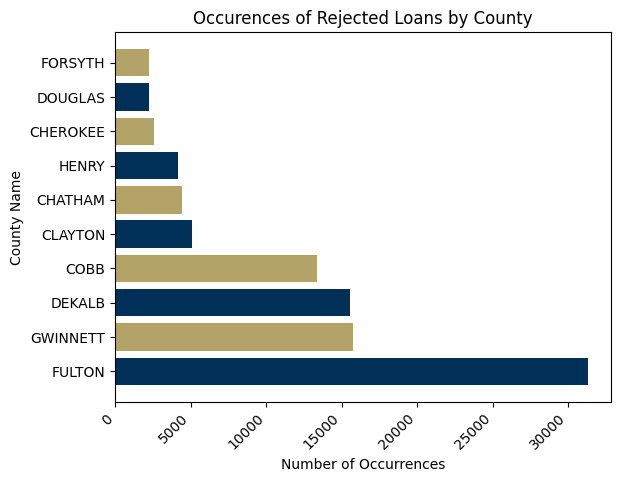 Occurences of Rejected Loans by County
County Name
FORSYTH
DOUGLAS
CHEROKEE
HENRY
CHATHAM
CLAYTON
COBB
DEKALB
GWINNETT
FULTON
0 5000 10000 15000 20000 25000 30000
Number of Occurrences